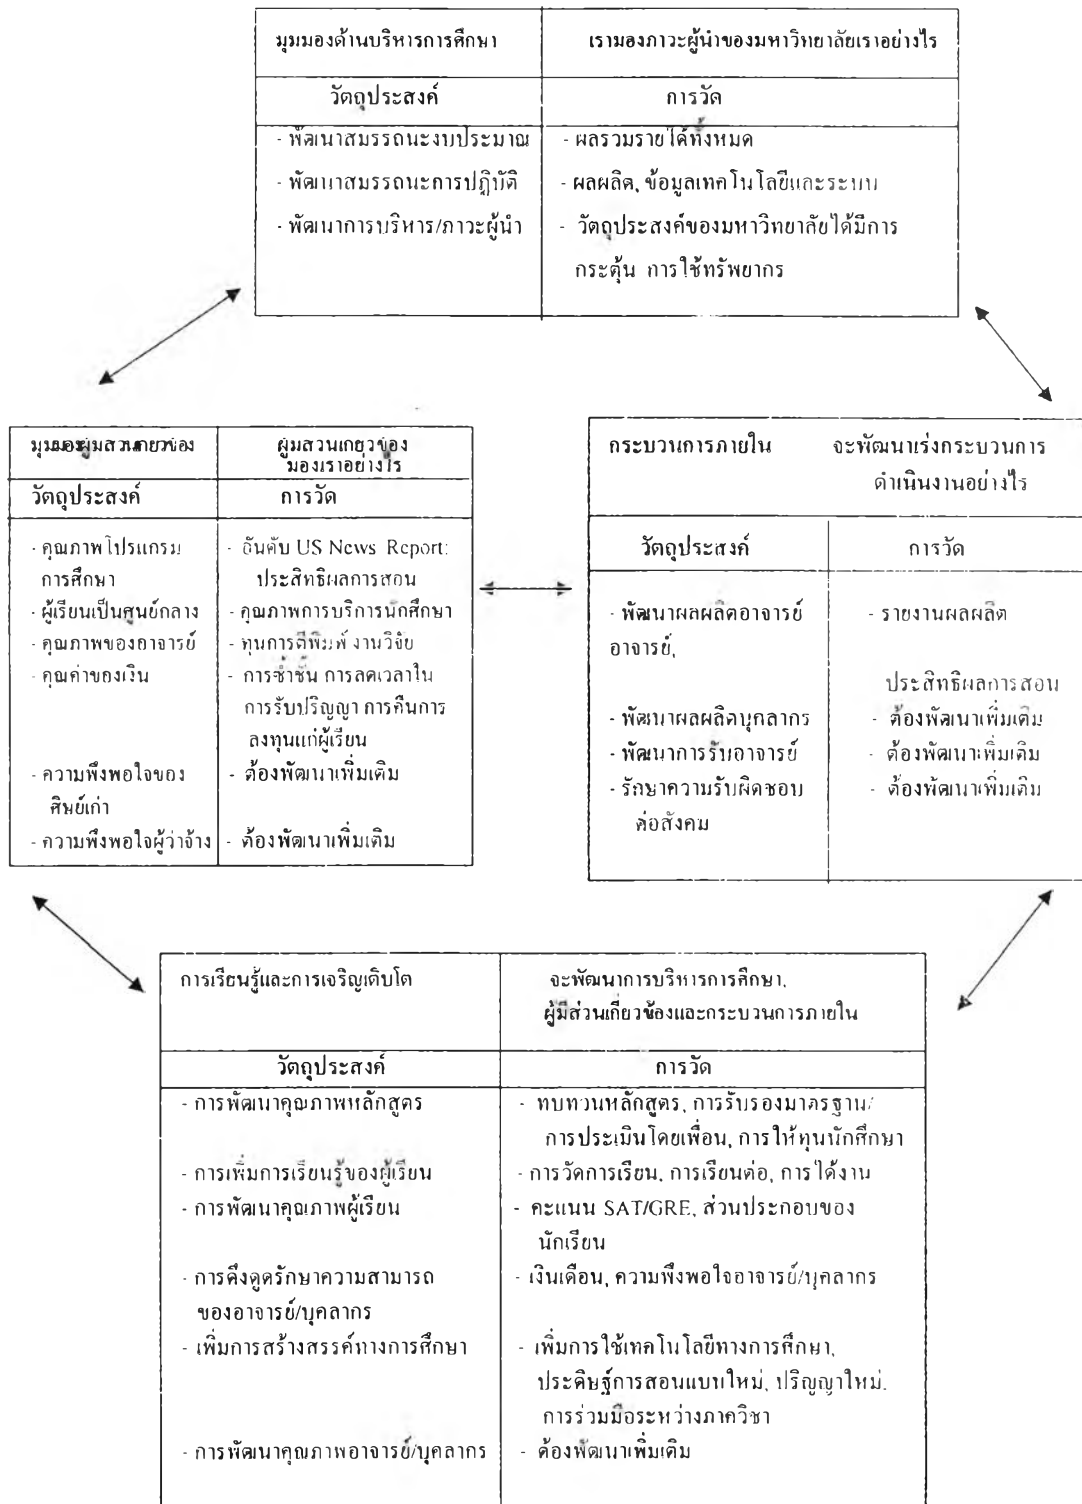 มุมมองด้านบริหารการศึกษา เรามองภาวะผู้นำของมหาวิทยาลัยเราอย่างไร
วัตถุประสงค์ การวัด
- พัฒนาสมรรถนะงบประมาณ - ผลรวมรายได้ทั้งหมด
- พัฒนาสมรรถนะการปฏิบัติ - ผลผลิต, ข้อมูลเทคโนโลยีและระบบ
- พัฒนาการบริหาร/ภาวะผู้นำ - วัตถุประสงค์ของมหาวิทยาลัยได้มีการ
กระตุ้น การใช้ทรัพยากร
มุมมองผู้มีส่วนเกี่ยวข้อง ผู้มีส่วนเกี่ยวข้อง
มองเราอย่างไร
วัตถุประสงค์ การวัด
- คุณภาพโปรแกรม - อันดับ US News Report:
การศึกษา ประสิทธิผลการสอน
- ผู้เรียนเป็นศูนย์กลาง - คุณภาพการบริการนักศึกษา
- คุณภาพของอาจารย์ - ทุนการตีพิมพ์ งานวิจัย
- คุณค่าของเงิน - การซ้ำชั้น การลดเวลาใน
การรับปริญญา การคืนการ
ลงทุนแก่ผู้เรียน
- ความพึงพอใจของ - ต้องพัฒนาเพิ่มเติม
ศิษย์เก่า
- ความพึงพอใจผู้ว่าจ้าง - ต้องพัฒนาเพิ่มเติม
กระบวนการภายใน จะพัฒนาเร่งกระบวนการ
ดำเนินงานอย่างไร
วัตถุประสงค์ การวัด
- พัฒนาผลผลิตอาจารย์ - รายงานผลผลิต
อาจารย์,
ประสิทธิผลการสอน
- พัฒนาผลผลิตบุคลากร - ต้องพัฒนาเพิ่มเติม
- พัฒนาการรับอาจารย์ - ต้องพัฒนาเพิ่มเติม
- รักษาความรับผิดชอบ - ต้องพัฒนาเพิ่มเติม
ต่อสังคม
การเรียนรู้และการเจริญเติบโต จะพัฒนาการบริหารการศึกษา,
ผู้มีส่วนเกี่ยวข้องและกระบวนการภายใน
วัตถุประสงค์ การวัด
- การพัฒนาคุณภาพหลักสูตร - ทบทวนหลักสูตร, การรับรองมาตรฐาน/
การประเมินโดยเพื่อน, การให้ทุนนักศึกษา
- การเพิ่มการเรียนรู้ของผู้เรียน - การวัดการเรียน, การเรียนต่อ, การได้งาน
- การพัฒนาคุณภาพผู้เรียน - คะแนน SAT/GRE, ส่วนประกอบของ
นักเรียน
- การดึงดูดรักษาความสามารถ - เงินเดือน, ความพึงพอใจอาจารย์/บุคลากร
ของอาจารย์/บุคลากร
- เพิ่มการสร้างสรรค์ทางการศึกษา - เพิ่มการใช้เทคโนโลยีทางการศึกษา,
ประดิษฐ์การสอนแบบใหม่, ปริญญาใหม่,
การร่วมมือระหว่างภาควิชา
- การพัฒนาคุณภาพอาจารย์/บุคลากร - ต้องพัฒนาเพิ่มเติม